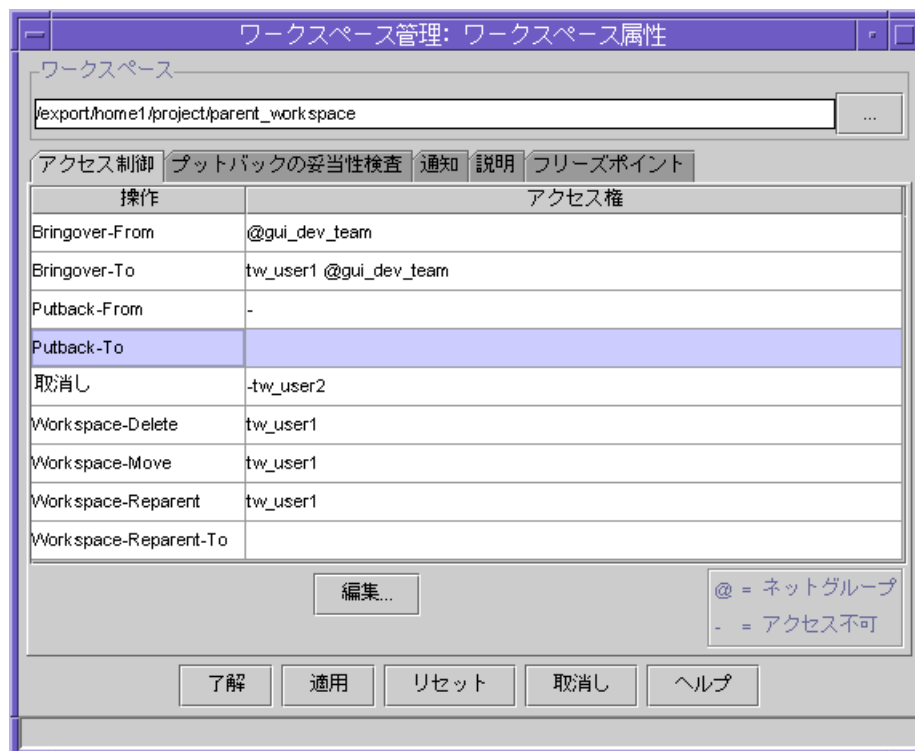 ワークスペース管理: ワークスペース属性
ワークスペース
/export/home1/project/parent_workspace ...
アクセス制御 プットバックの妥当性検査 通知 説明 フリーズポイント
操作 アクセス権
Bringover-From @gui_dev_team
Bringover-To tw_user1 @gui_dev_team
Putback-From -
Putback-To
取消し -tw_user2
Workspace-Delete tw_user1
Workspace-Move tw_user1
Workspace-Reparent tw_user1
Workspace-Reparent-To
編集...
@ = ネットグループ
- = アクセス不可
了解 適用 リセット 取消し ヘルプ